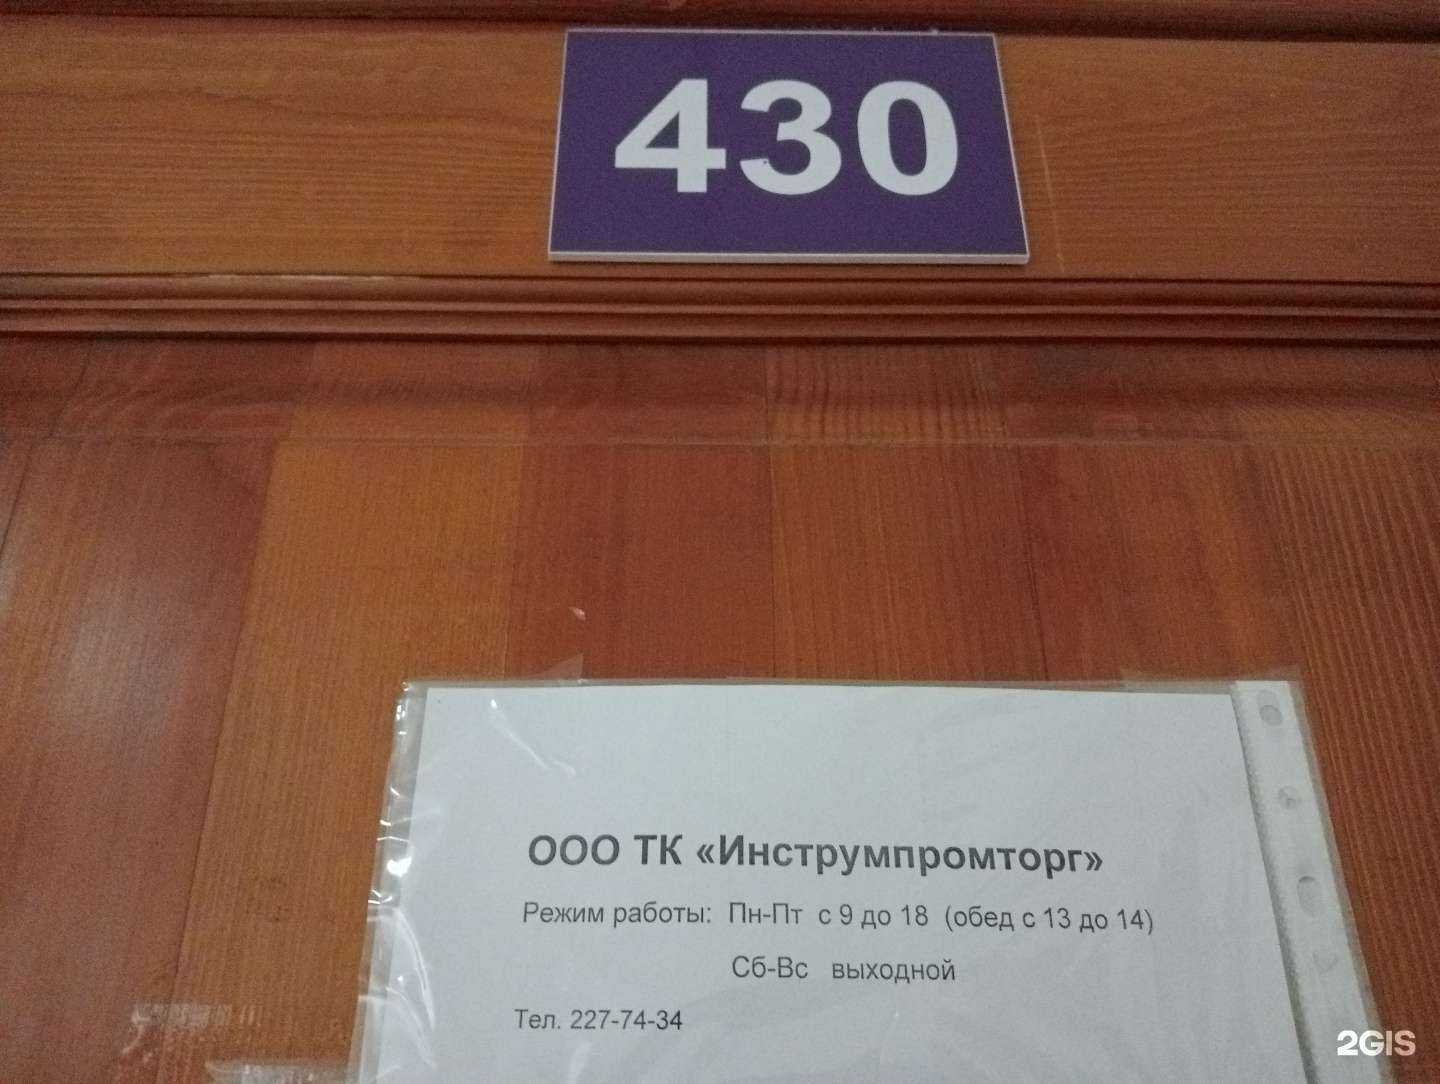 430
ООО ТК «Инструмпромторг»
Режим работы: Пн-Пт с 9 до 18 (обед с 13 до 14)
Сб-Вс выходной
Тел. 227-74-34
2GIS